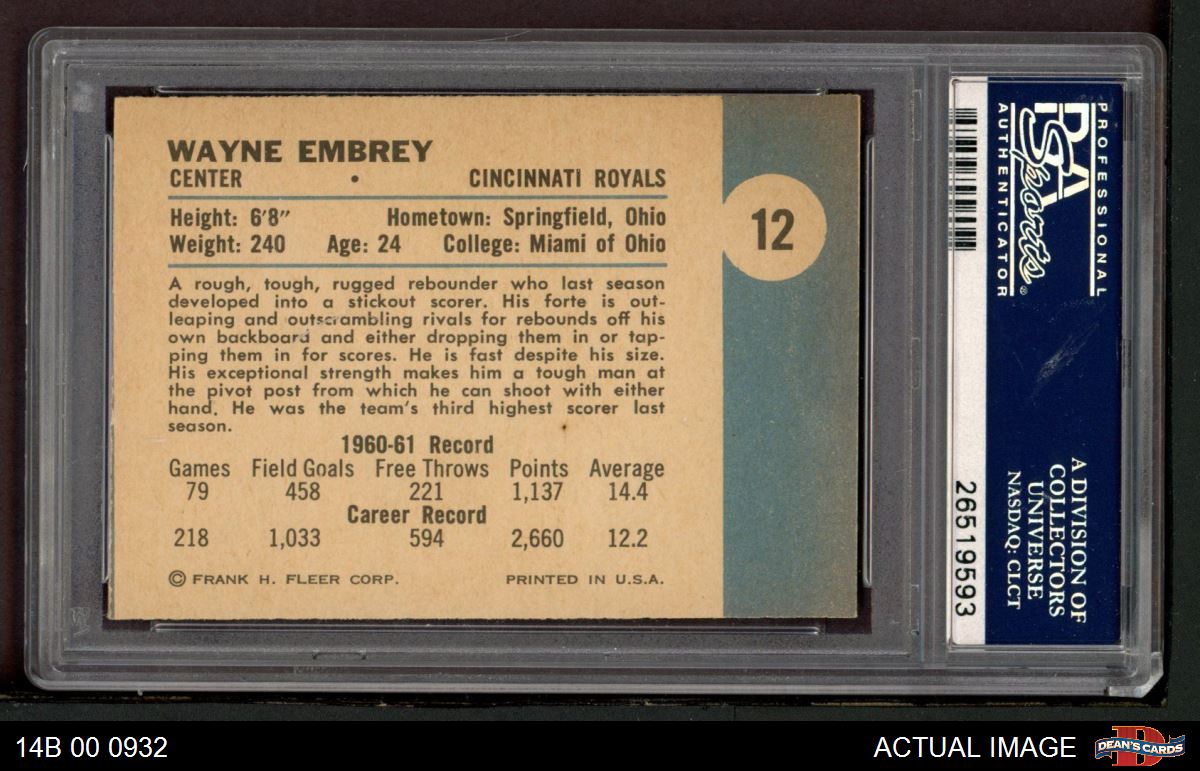 WAYNE EMBREY
CENTER • CINCINNATI ROYALS
Height: 6'8" Hometown: Springfield, Ohio
Weight: 240 Age: 24 College: Miami of Ohio
12
A rough, tough, rugged rebounder who last season
developed into a stickout scorer. His forte is out-
leaping and outscrambling rivals for rebounds off his
own backboard and either dropping them in or tap-
ping them in for scores. He is fast despite his size.
His exceptional strength makes him a tough man at
the pivot post from which he can shoot with either
hand. He was the team's third highest scorer last
season.
1960-61 Record
Games Field Goals Free Throws Points Average
79 458 221 1,137 14.4
Career Record
218 1,033 594 2,660 12.2
© FRANK H. FLEER CORP. PRINTED IN U.S.A.
PROFESSIONAL
PSA
Sports®
AUTHENTICATOR
A DIVISION OF
COLLECTORS
UNIVERSE
NASDAQ: CLCT
26519593
14B 00 0932
ACTUAL IMAGE
D
DEAN'S CARDS